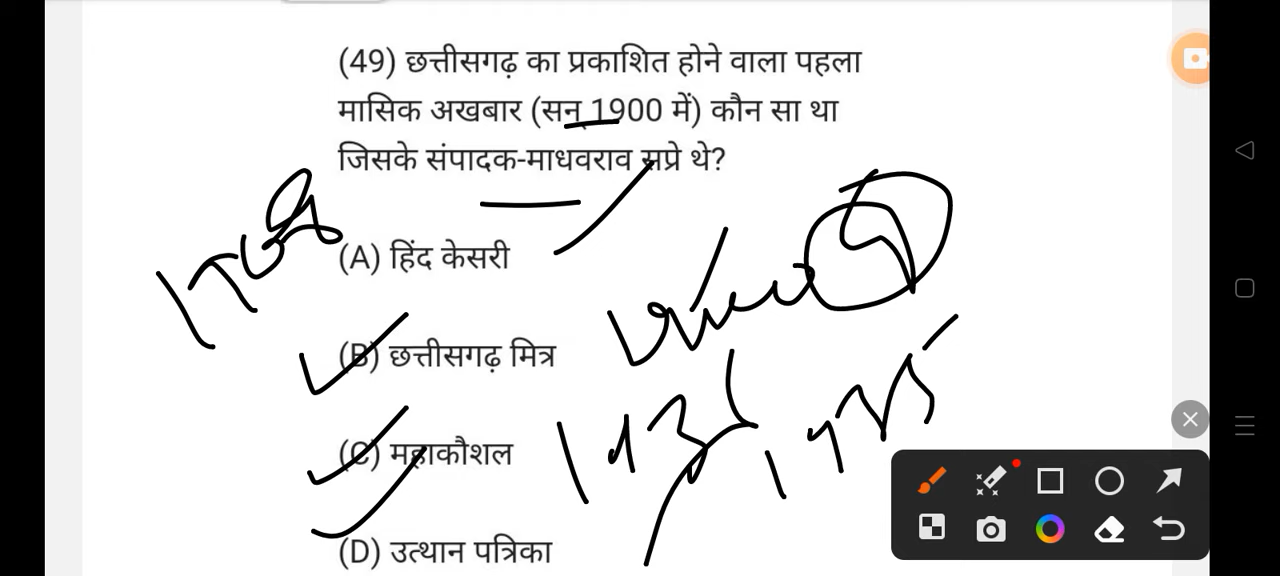 (49) छत्तीसगढ़ का प्रकाशित होने वाला पहला
मासिक अखबार (सन् 1900 में) कौन सा था
जिसके संपादक-माधवराव सप्रे थे?
(A) हिंद केसरी
(B) छत्तीसगढ़ मित्र
(C) महाकौशल
(D) उत्थान पत्रिका